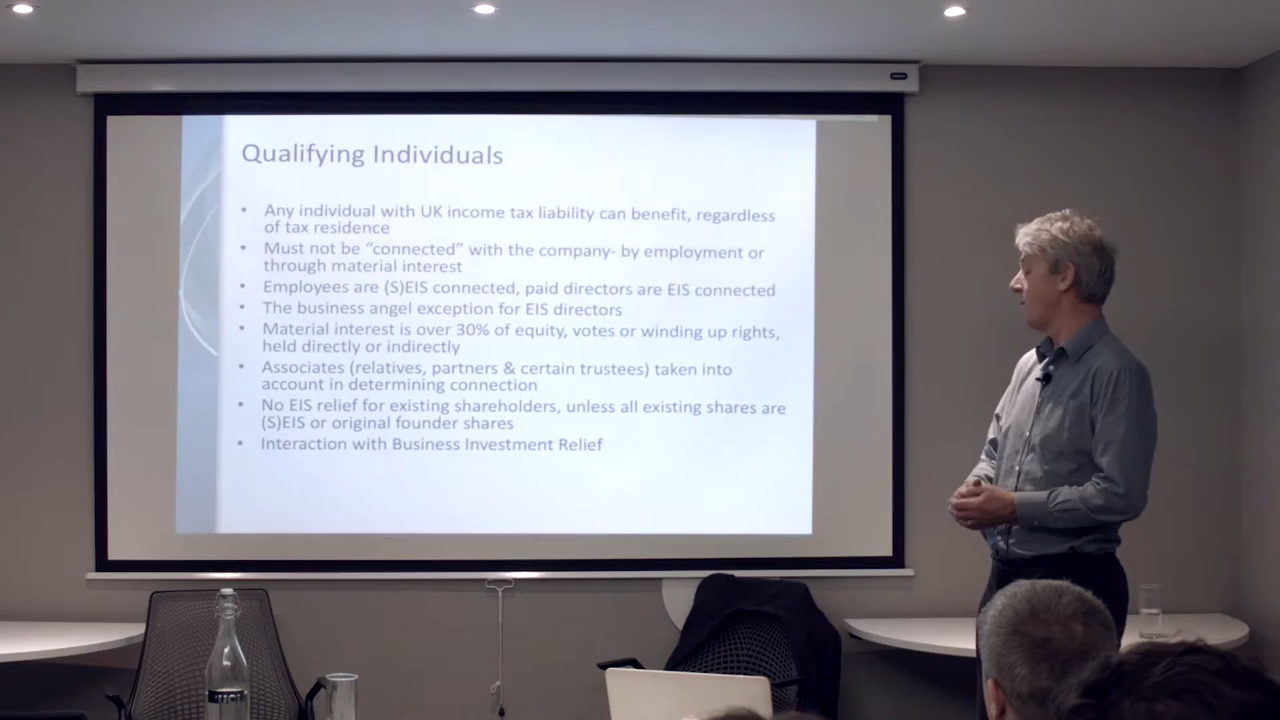 Qualifying Individuals
• Any individual with UK income tax liability can benefit, regardless
of tax residence
• Must not be “connected” with the company- by employment or
through material interest
• Employees are (S)EIS connected, paid directors are EIS connected
• The business angel exception for EIS directors
• Material interest is over 30% of equity, votes or winding up rights,
held directly or indirectly
• Associates (relatives, partners & certain trustees) taken into
account in determining connection
• No EIS relief for existing shareholders, unless all existing shares are
(S)EIS or original founder shares
• Interaction with Business Investment Relief